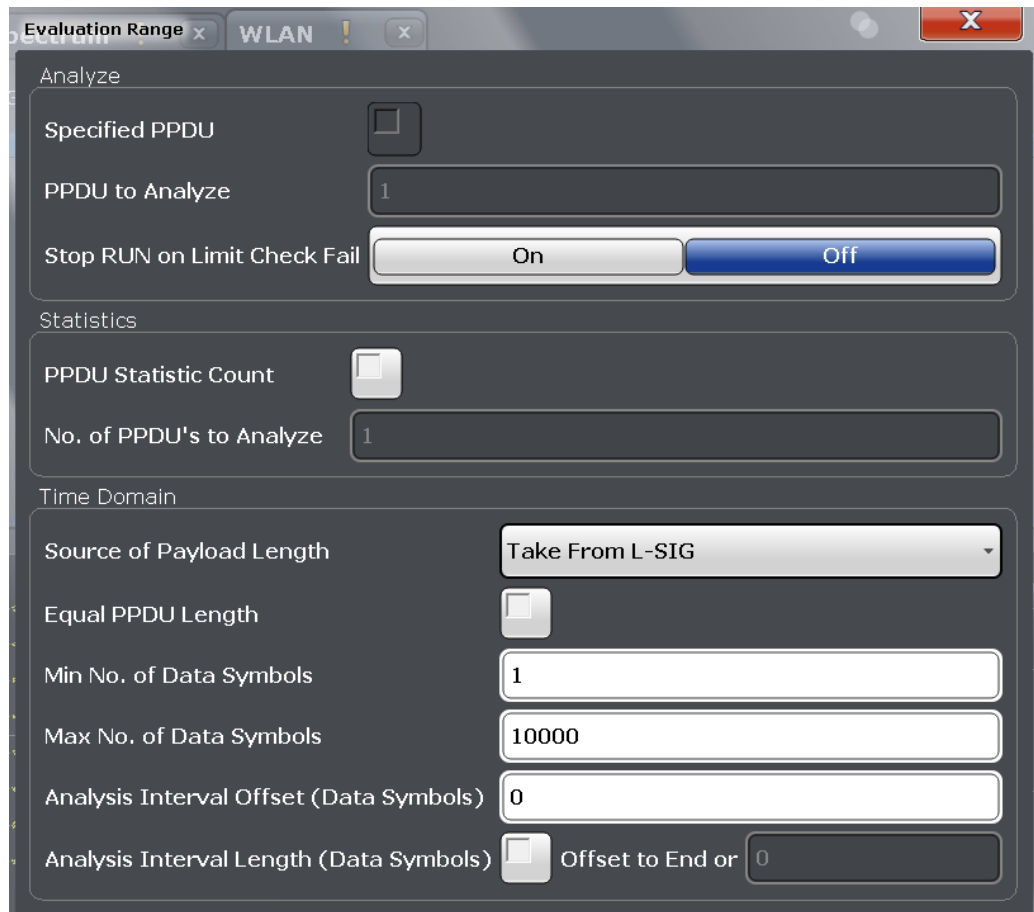 Evaluation Range x WLAN ! x X
Analyze
Specified PPDU
PPDU to Analyze 1
Stop RUN on Limit Check Fail On Off
Statistics
PPDU Statistic Count
No. of PPDU's to Analyze 1
Time Domain
Source of Payload Length Take From L-SIG
Equal PPDU Length
Min No. of Data Symbols 1
Max No. of Data Symbols 10000
Analysis Interval Offset (Data Symbols) 0
Analysis Interval Length (Data Symbols) Offset to End or 0